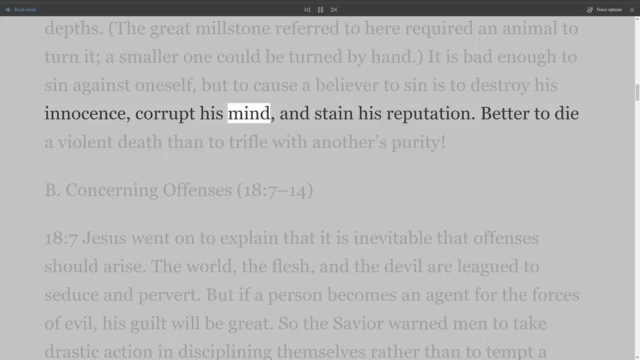 Read aloud
Voice options
depths. (The great millstone referred to here required an animal to
turn it; a smaller one could be turned by hand.) It is bad enough to
sin against oneself, but to cause a believer to sin is to destroy his
innocence, corrupt his mind, and stain his reputation. Better to die
a violent death than to trifle with another's purity!
B. Concerning Offenses (18:7–14)
18:7 Jesus went on to explain that it is inevitable that offenses
should arise. The world, the flesh, and the devil are leagued to
seduce and pervert. But if a person becomes an agent for the forces
of evil, his guilt will be great. So the Savior warned men to take
drastic action in disciplining themselves rather than to tempt a